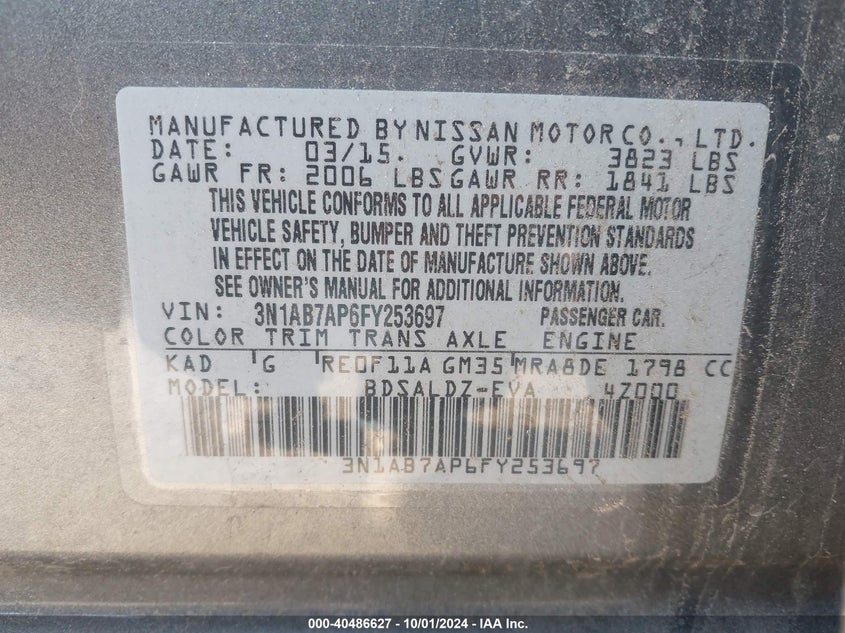 MANUFACTURED BY NISSAN MOTOR CO., LTD.
DATE: 03/15. GVWR: 3823 LBS
GAWR FR: 2006 LBS GAWR RR: 1841 LBS
THIS VEHICLE CONFORMS TO ALL APPLICABLE FEDERAL MOTOR
VEHICLE SAFETY, BUMPER AND THEFT PREVENTION STANDARDS
IN EFFECT ON THE DATE OF MANUFACTURE SHOWN ABOVE.
SEE OWNER'S MANUAL FOR ADDITIONAL INFORMATION.
VIN: 3N1AB7AP6FY253697 PASSENGER CAR.
COLOR TRIM TRANS AXLE ENGINE
KAD G RE0F11A GM35 MRA8DE 1798 CC
MODEL: BDSALDZ-EVA 4Z000
3N1AB7AP6FY253697
000-40486627 - 10/01/2024 - IAA Inc.